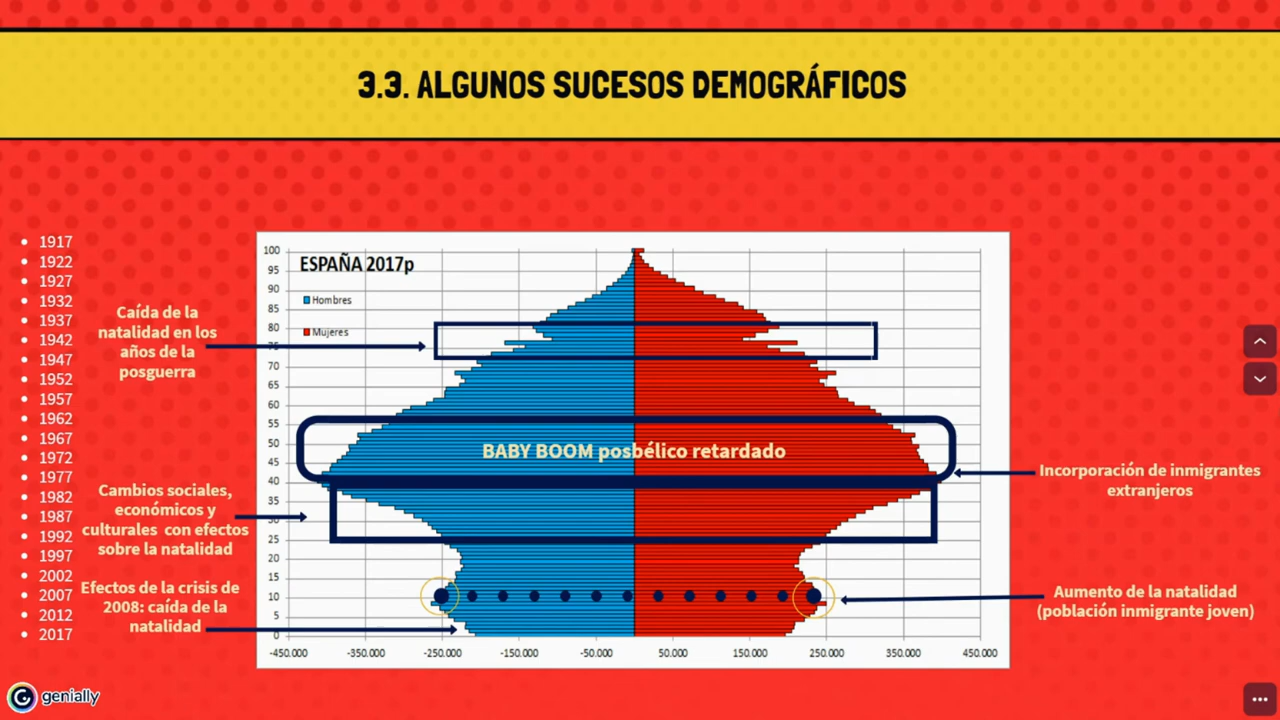 3.3. ALGUNOS SUCESOS DEMOGRÁFICOS
1917
1922
1927
1932
1937
1942
1947
1952
1957
1962
1967
1972
1977
1982
1987
1992
1997
2002
2007
2012
2017
Caída de la
natalidad en los
años de la
posguerra
Cambios sociales,
económicos y
culturales con efectos
sobre la natalidad
Efectos de la crisis de
2008: caída de la
natalidad
ESPAÑA 2017p
Hombres
Mujeres
100
95
90
85
80
75
70
65
60
55
50
45
40
35
30
25
20
15
10
5
0
BABY BOOM posbélico retardado
-450.000 -350.000 -250.000 -150.000 -50.000 50.000 150.000 250.000 350.000 450.000
Incorporación de inmigrantes
extranjeros
Aumento de la natalidad
(población inmigrante joven)
genially